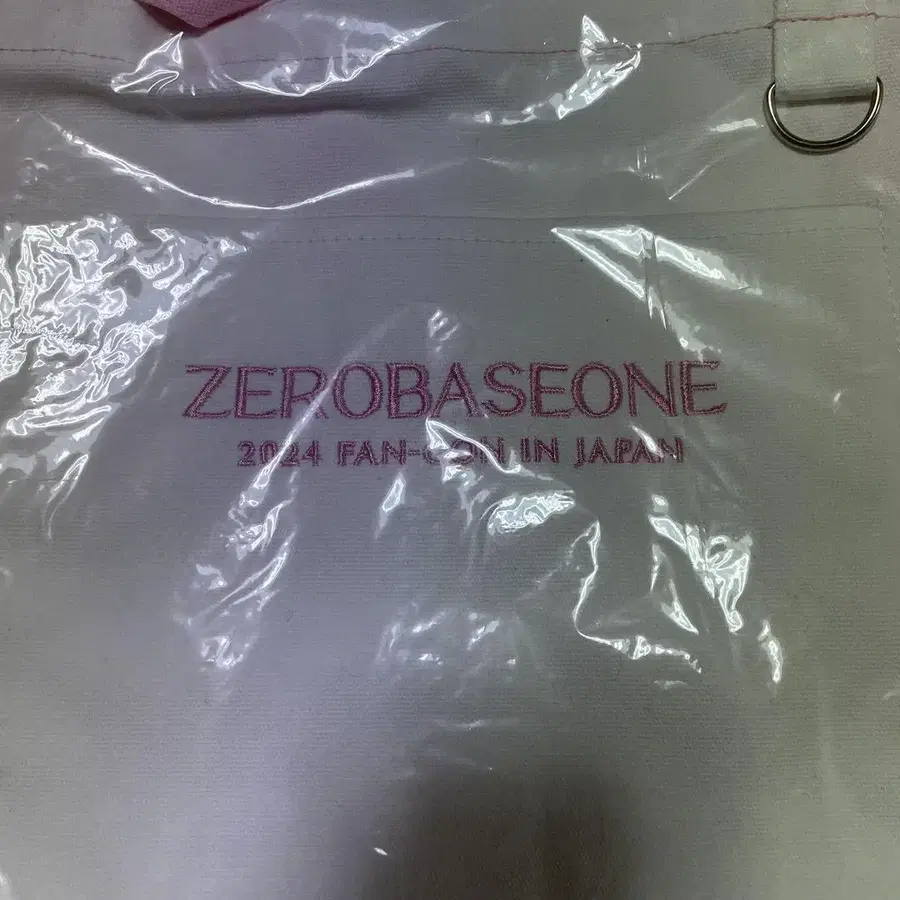 ZEROBASEONE
2024 FAN-CON IN JAPAN